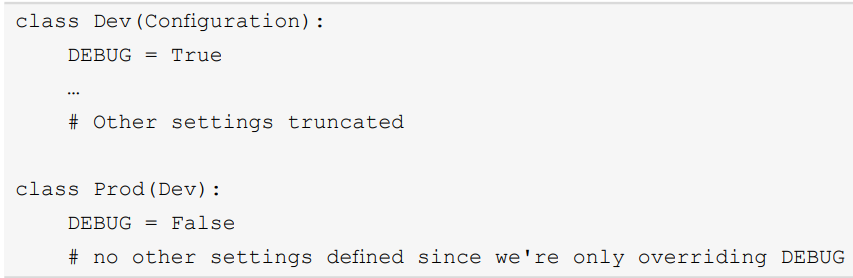 class Dev(Configuration):
    DEBUG = True
    …
    # Other settings truncated

class Prod(Dev):
    DEBUG = False
    # no other settings defined since we're only overriding DEBUG